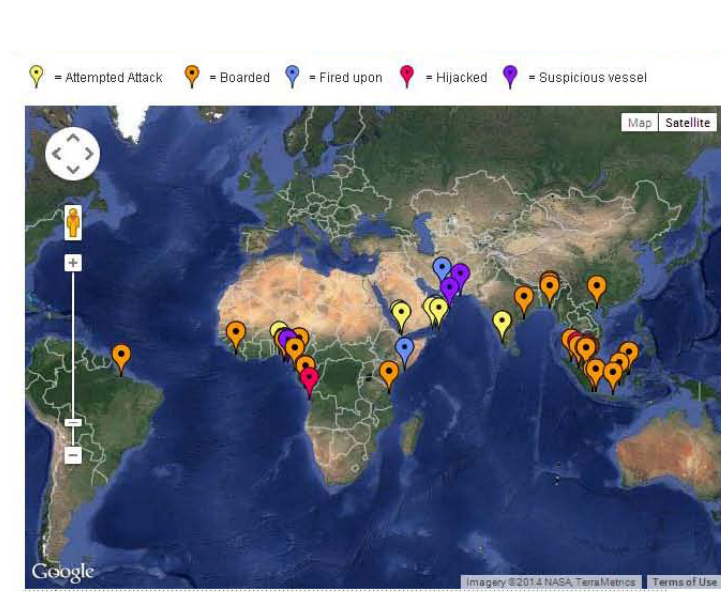 = Attempted Attack = Boarded = Fired upon = Hijacked = Suspicious vessel
Map Satellite
+
−
Google
Imagery ©2014 NASA, TerraMetrics Terms of Use